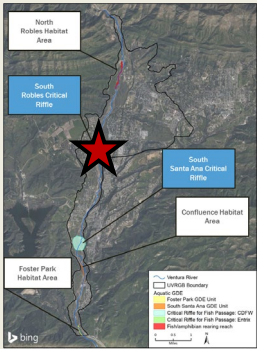 North
Robles Habitat
Area
South
Robles Critical
Riffle
South
Santa Ana Critical
Riffle
Confluence Habitat
Area
Foster Park
Habitat Area
Ventura River
UVRGB Boundary
Aquatic GDE
Foster Park GDE Unit
South Santa Ana GDE Unit
Critical Riffle for Fish Passage: CDFW
Critical Riffle for Fish Passage: Entrix
Fish/amphibian rearing reach
Miles
N
bing